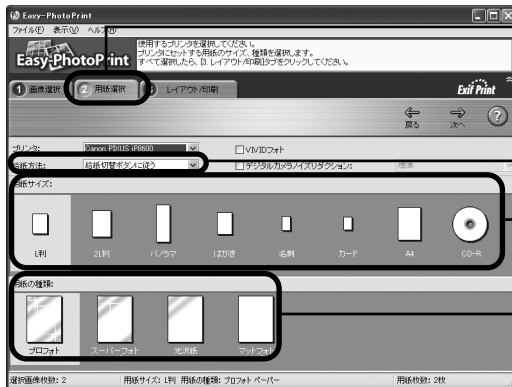 Easy-PhotoPrint
ファイル(F) 表示(V) ヘルプ(H)
Easy-PhotoPrint
使用するプリンタを選択してください。
プリンタにセットする用紙のサイズ、種類を選択します。
すべて選択したら、[3. レイアウト/印刷]タブをクリックしてください。
1 画像選択 2 用紙選択 レイアウト/印刷 Exif Print
戻る 次へ ?
プリンタ: Canon PIXUS iP8600 VIVIDフォト
給紙方法: 給紙切替ボタンに従う デジタルカメラノイズリダクション: 標準
用紙サイズ:
L判 2L判 パノラマ はがき 名刺 カード A4 CD-R
用紙の種類:
プロフォト スーパーフォト 光沢紙 マットフォト
選択画像枚数: 2 用紙サイズ: L判 用紙の種類: プロフォト ペーパー 用紙枚数: 2枚